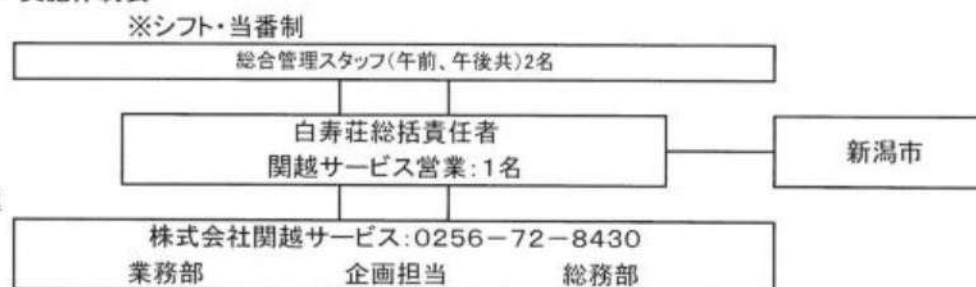 ※シフト・当番制
総合管理スタッフ(午前、午後共)2名
白寿荘総括責任者
関越サービス営業:1名
新潟市
株式会社関越サービス:0256-72-8430
業務部 企画担当 総務部